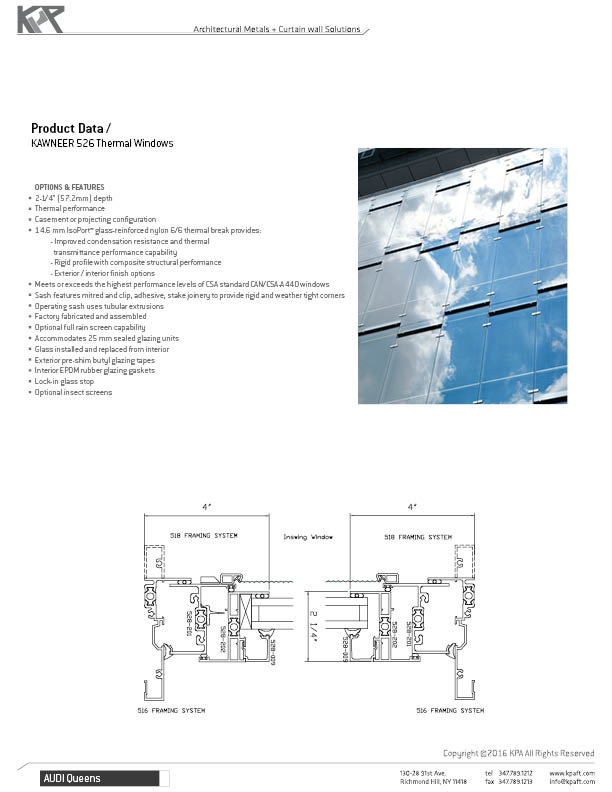 KPA
Architectural Metals + Curtain wall Solutions
Product Data /
KAWNEER 526 Thermal Windows
OPTIONS & FEATURES
• 2-1/4" (57.2mm) depth
• Thermal performance
• Casement or projecting configuration
• 14.6 mm IsoPort™ glass-reinforced nylon 6/6 thermal break provides:
- Improved condensation resistance and thermal
transmittance performance capability
- Rigid profile with composite structural performance
- Exterior / interior finish options
• Meets or exceeds the highest performance levels of CSA standard CAN/CSA-A440 windows
• Sash features mitred and clip, adhesive, stake joinery to provide rigid and weather tight corners
• Operating sash uses tubular extrusions
• Factory fabricated and assembled
• Optional full rain screen capability
• Accommodates 25 mm sealed glazing units
• Glass installed and replaced from interior
• Exterior pre-shim butyl glazing tapes
• Interior EPDM rubber glazing gaskets
• Lock-in glass stop
• Optional insect screens
4"
4"
518 FRAMING SYSTEM
Inswing Window
518 FRAMING SYSTEM
528-201
528-202
528-009
2 1/4"
528-009
528-202
528-201
516 FRAMING SYSTEM
516 FRAMING SYSTEM
Copyright ©2016 KPA All Rights Reserved
AUDI Queens
130-28 91st Ave.
Richmond Hill, NY 11418
tel 347.789.1212
fax 347.789.1213
www.kpaft.com
info@kpaft.com